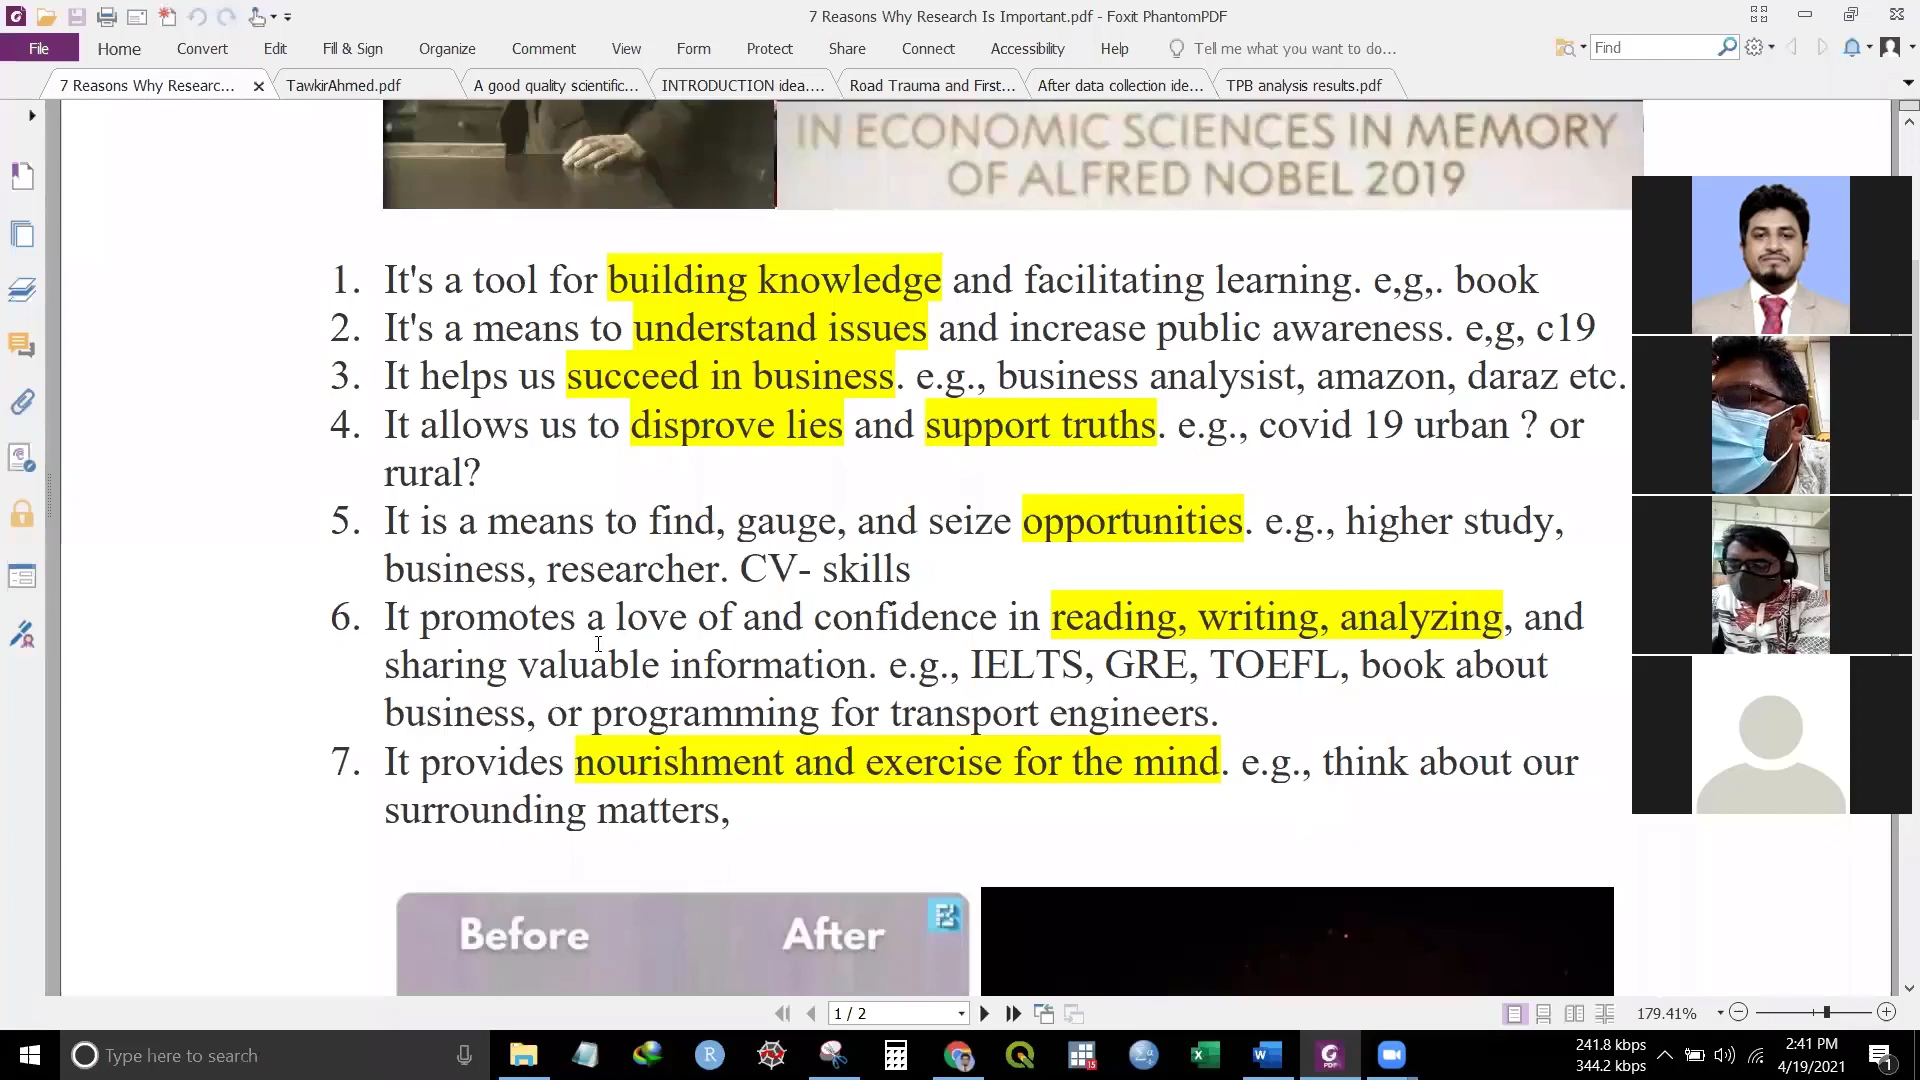 7 Reasons Why Research Is Important.pdf - Foxit PhantomPDF
File Home Convert Edit Fill & Sign Organize Comment View Form Protect Share Connect Accessibility Help Tell me what you want to do... Find
7 Reasons Why Researc... TawkirAhmed.pdf A good quality scientific... INTRODUCTION idea.... Road Trauma and First... After data collection ide... TPB analysis results.pdf
IN ECONOMIC SCIENCES IN MEMORY
OF ALFRED NOBEL 2019
1. It's a tool for building knowledge and facilitating learning. e,g,. book
2. It's a means to understand issues and increase public awareness. e,g, c19
3. It helps us succeed in business. e.g., business analysist, amazon, daraz etc.
4. It allows us to disprove lies and support truths. e.g., covid 19 urban ? or
rural?
5. It is a means to find, gauge, and seize opportunities. e.g., higher study,
business, researcher. CV- skills
6. It promotes a love of and confidence in reading, writing, analyzing, and
sharing valuable information. e.g., IELTS, GRE, TOEFL, book about
business, or programming for transport engineers.
7. It provides nourishment and exercise for the mind. e.g., think about our
surrounding matters,
Before After
1 / 2
179.41%
Type here to search
241.8 kbps
344.2 kbps
2:41 PM
4/19/2021
1